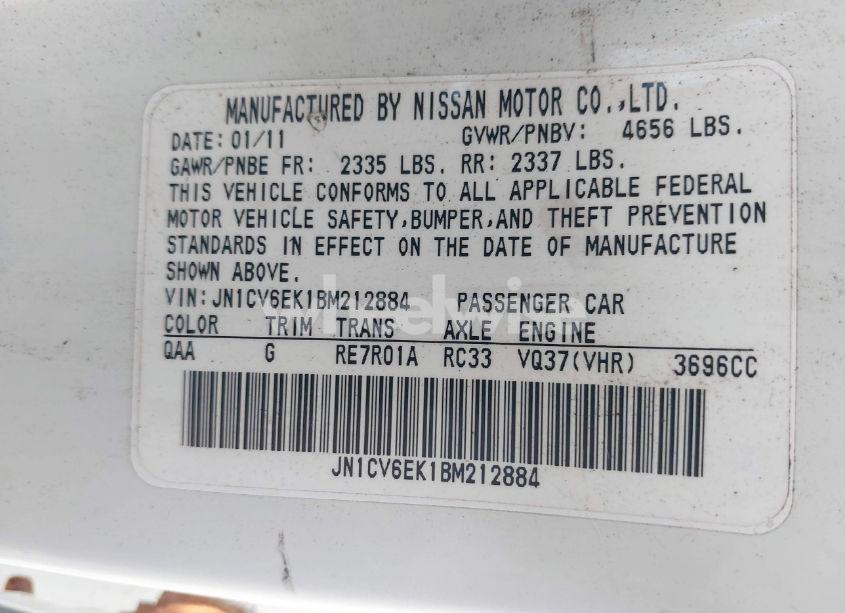 MANUFACTURED BY NISSAN MOTOR CO.,LTD.
DATE: 01/11 GVWR/PNBV: 4656 LBS.
GAWR/PNBE FR: 2335 LBS. RR: 2337 LBS.
THIS VEHICLE CONFORMS TO ALL APPLICABLE FEDERAL
MOTOR VEHICLE SAFETY,BUMPER,AND THEFT PREVENTION
STANDARDS IN EFFECT ON THE DATE OF MANUFACTURE
SHOWN ABOVE.
VIN:JN1CV6EK1BM212884 PASSENGER CAR
COLOR TRIM TRANS AXLE ENGINE
QAA G RE7R01A RC33 VQ37(VHR) 3696CC
JN1CV6EK1BM212884